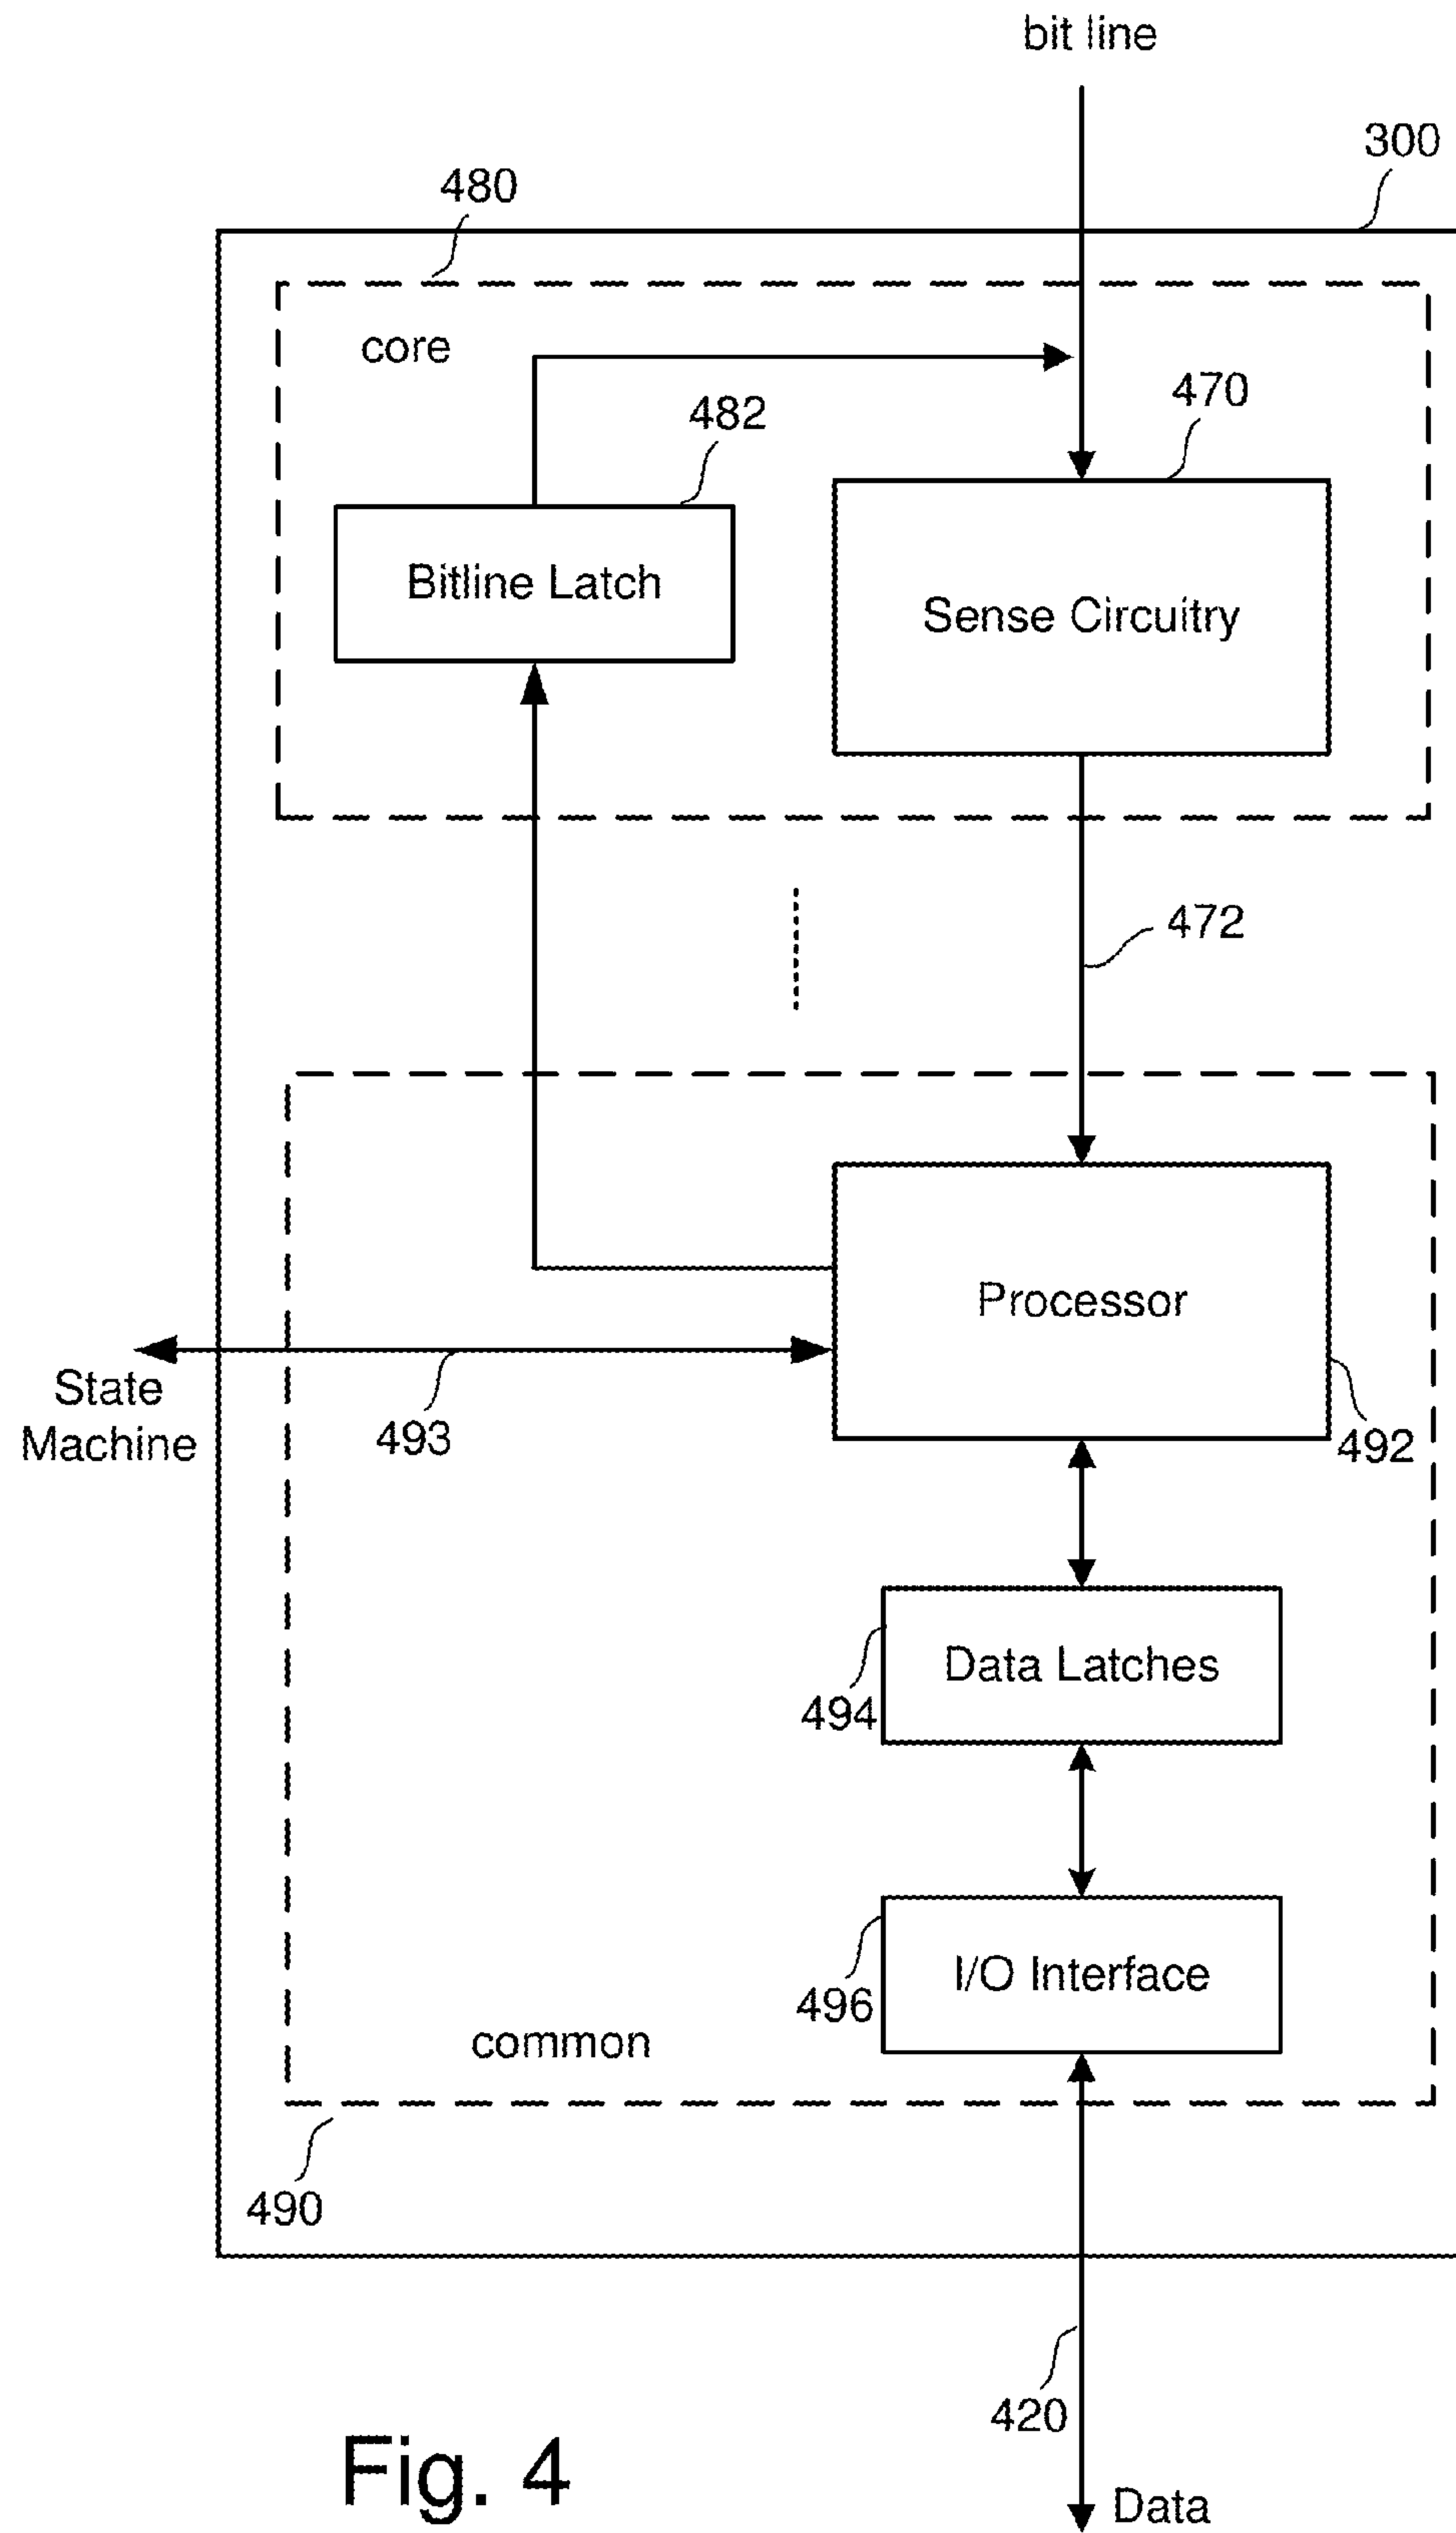 bit line
300
480
core
482
470
Bitline Latch
Sense Circuitry
472
Processor
State
Machine
493
492
Data Latches
494
I/O Interface
496
common
490
420
Fig. 4
Data